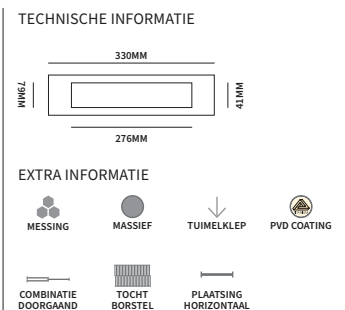 TECHNISCHE INFORMATIE
330MM
79MM
41MM
276MM
EXTRA INFORMATIE
MESSING
MASSIEF
TUIMELKLEP
PVD COATING
COMBINATIE
DOORGAAND
TOCHT
BORSTEL
PLAATSING
HORIZONTAAL